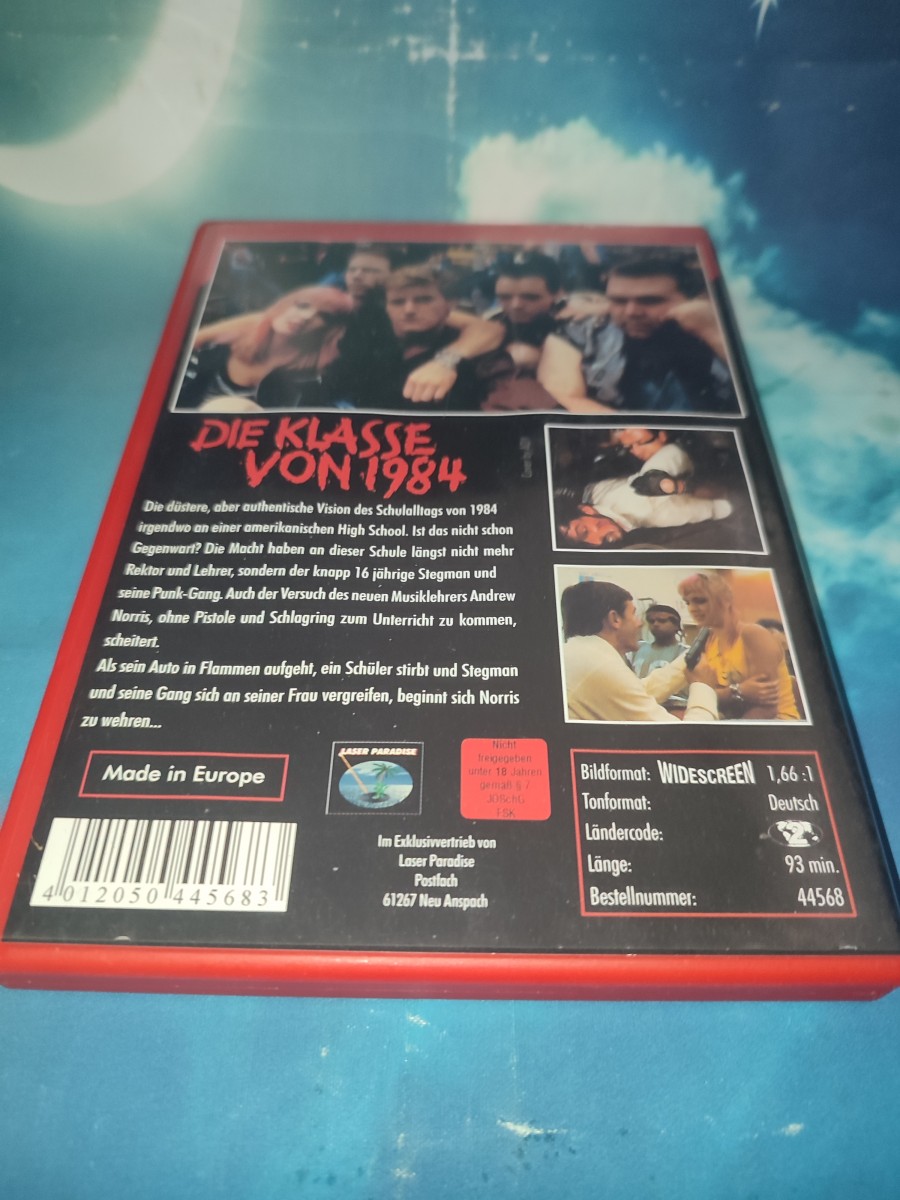 DIE KLASSE
VON 1984
Die düstere, aber authentische Vision des Schulalltags von 1984
irgendwo an einer amerikanischen High School. Ist das nicht schon
Gegenwart? Die Macht haben an dieser Schule längst nicht mehr
Rektor und Lehrer, sondern der knapp 16 jährige Stegman und
seine Punk-Gang. Auch der Versuch des neuen Musiklehrers Andrew
Norris, ohne Pistole und Schlagring zum Unterricht zu kommen,
scheitert.
Als sein Auto in Flammen aufgeht, ein Schüler stirbt und Stegman
und seine Gang sich an seiner Frau vergreifen, beginnt sich Norris
zu wehren...
Made in Europe
LASER PARADISE
Nicht
freigegeben
unter 18 Jahren
gemäß § 7
JÖSchG
FSK
Im Exklusivvertrieb von
Laser Paradise
Postfach
61267 Neu Anspach
Bildformat: WIDESCREEN 1,66 :1
Tonformat: Deutsch
Ländercode: 2
Länge: 93 min.
Bestellnummer: 44568
4 012050 445683